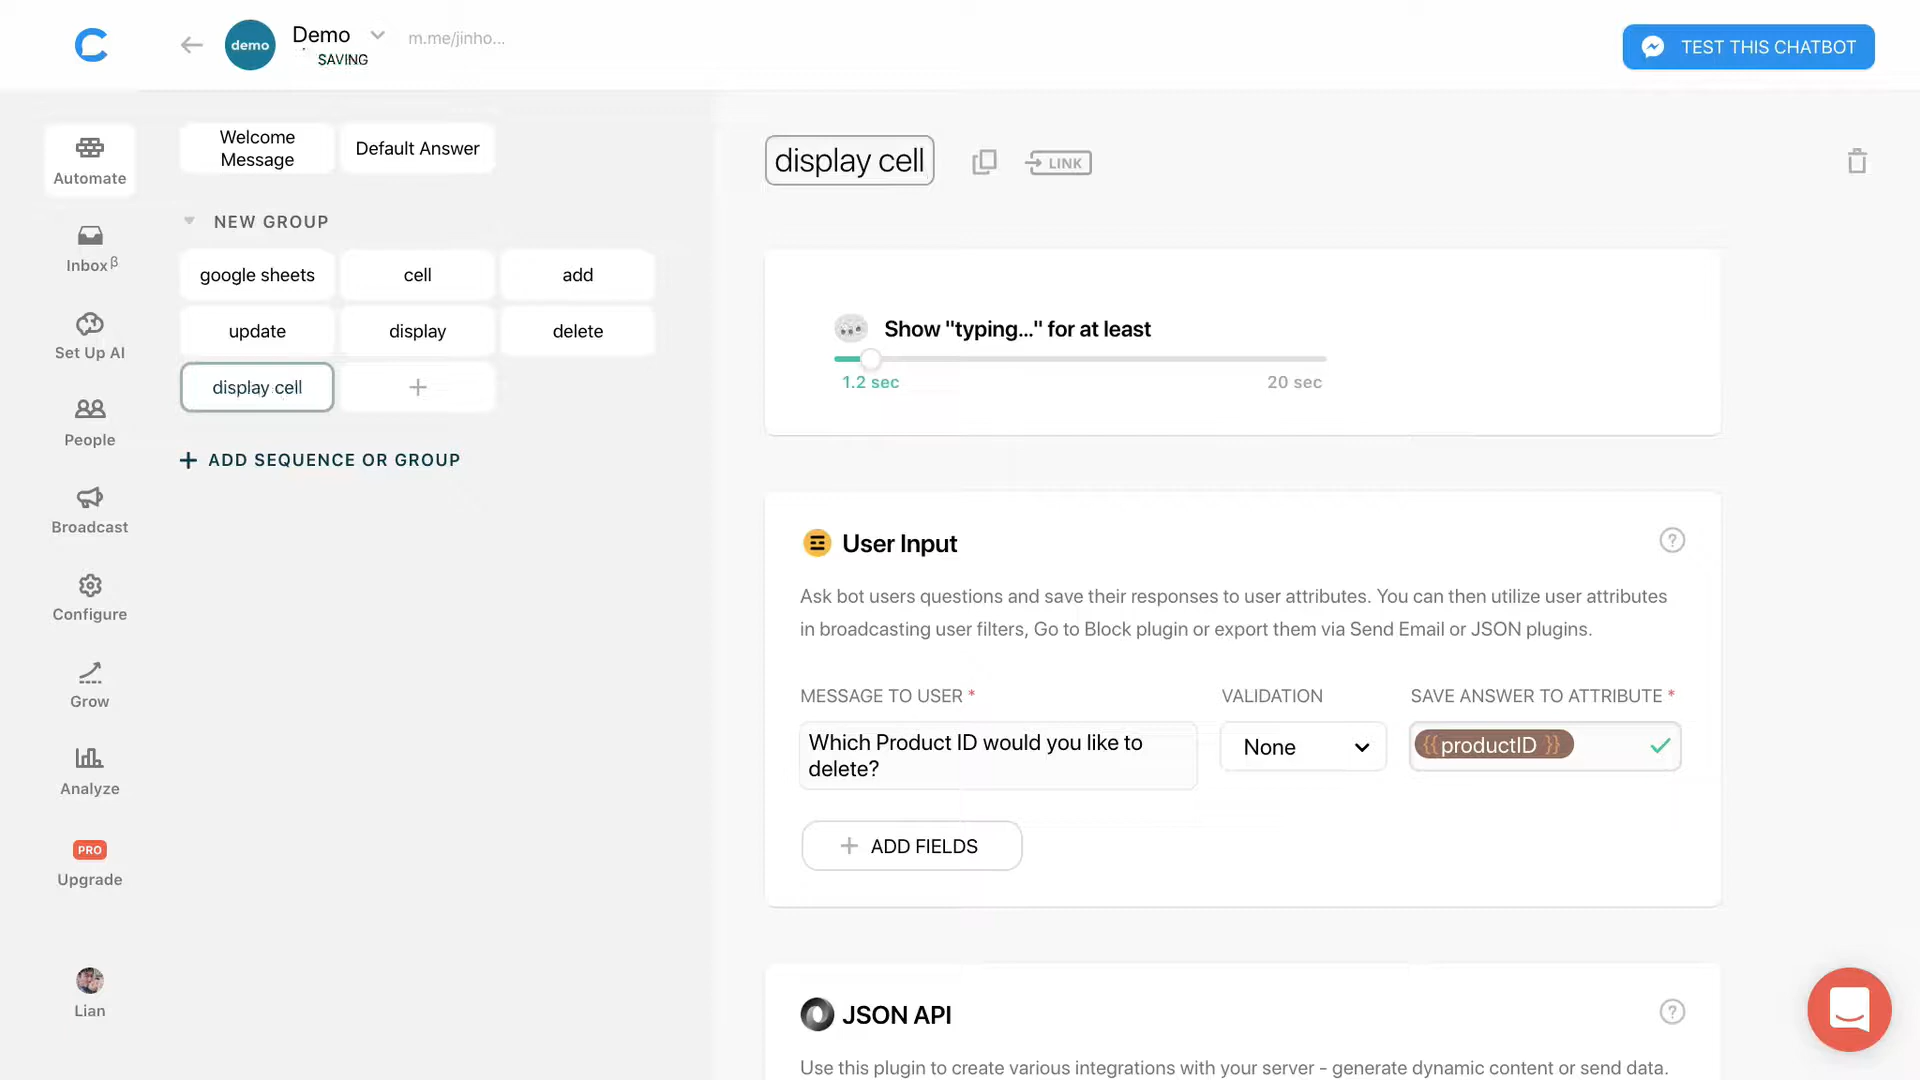 demo
Demo
SAVING
m.me/jinho...
TEST THIS CHATBOT
Automate
Inbox β
Set Up AI
People
Broadcast
Configure
Grow
Analyze
PRO
Upgrade
Lian
Welcome
Message
Default Answer
NEW GROUP
google sheets
cell
add
update
display
delete
display cell
+
+ ADD SEQUENCE OR GROUP
display cell
LINK
Show "typing..." for at least
1.2 sec
20 sec
User Input
?
Ask bot users questions and save their responses to user attributes. You can then utilize user attributes
in broadcasting user filters, Go to Block plugin or export them via Send Email or JSON plugins.
MESSAGE TO USER *
VALIDATION
SAVE ANSWER TO ATTRIBUTE *
Which Product ID would you like to
delete?
None
{{productID }}
+ ADD FIELDS
JSON API
?
Use this plugin to create various integrations with your server - generate dynamic content or send data.